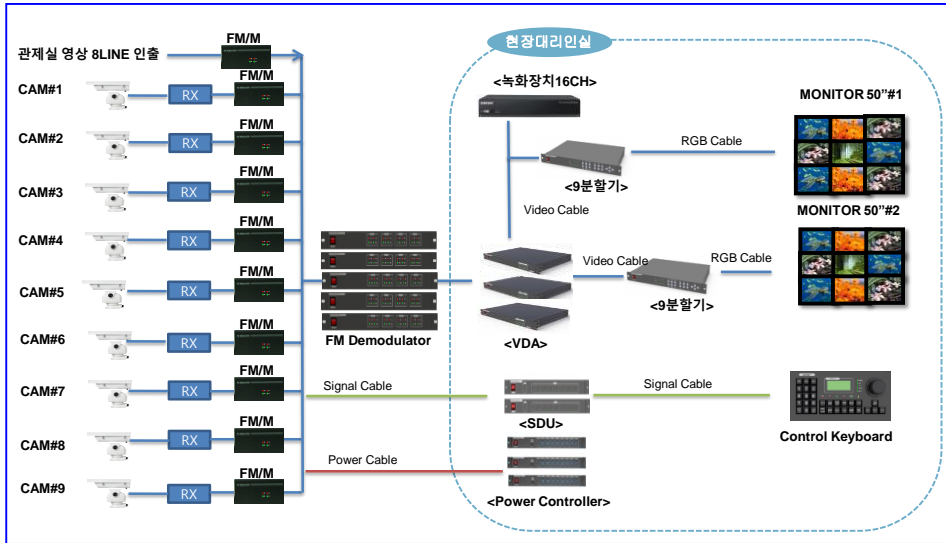 관제실 영상 8LINE 인출
FM/M
현장대리인실
CAM#1
RX
FM/M
<녹화장치16CH>
MONITOR 50”#1
CAM#2
RX
FM/M
RGB Cable
<9분할기>
CAM#3
RX
FM/M
Video Cable
MONITOR 50”#2
CAM#4
RX
FM/M
Video Cable
RGB Cable
CAM#5
RX
FM/M
<9분할기>
FM Demodulator
<VDA>
CAM#6
RX
FM/M
CAM#7
RX
FM/M
Signal Cable
Signal Cable
<SDU>
Control Keyboard
CAM#8
RX
FM/M
Power Cable
CAM#9
RX
FM/M
<Power Controller>